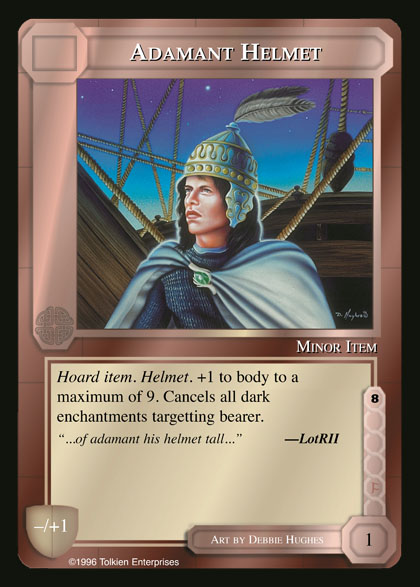 ADAMANT HELMET
D. Hughes
MINOR ITEM
Hoard item. Helmet. +1 to body to a
maximum of 9. Cancels all dark
enchantments targetting bearer.
“...of adamant his helmet tall...” —LotRII
8
P
–/+1
ART BY DEBBIE HUGHES
1
©1996 Tolkien Enterprises